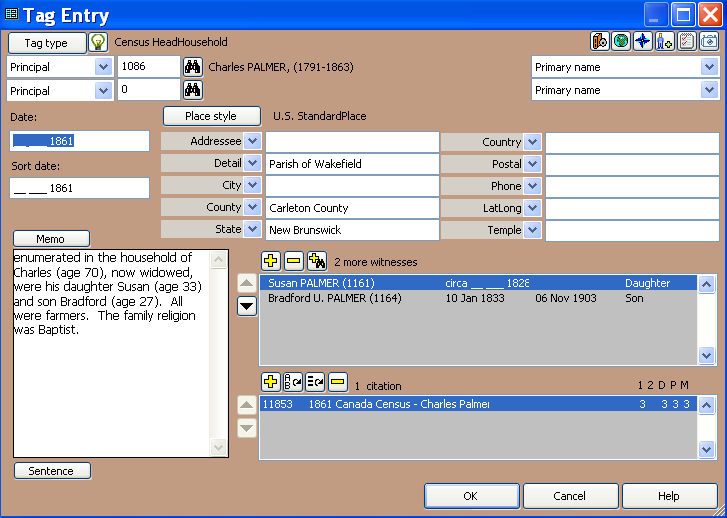 Tag Entry
Tag type Census HeadHousehold
Principal 1086 Charles PALMER, (1791-1863) Primary name
Principal 0 Primary name
Date: Place style U.S. StandardPlace
__ ___ 1861 Addressee Country
Sort date: Detail Parish of Wakefield Postal
__ ___ 1861 City Phone
County Carleton County LatLong
State New Brunswick Temple
Memo
enumerated in the household of
Charles (age 70), now widowed,
were his daughter Susan (age 33)
and son Bradford (age 27).  All
were farmers.  The family religion
was Baptist.
2 more witnesses
Susan PALMER (1161) circa __ ___ 1828 Daughter
Bradford U. PALMER (1164) 10 Jan 1833 06 Nov 1903 Son
1 citation 1 2 D P M
11853 1861 Canada Census - Charles Palmer 3 3 3 3
Sentence
OK Cancel Help